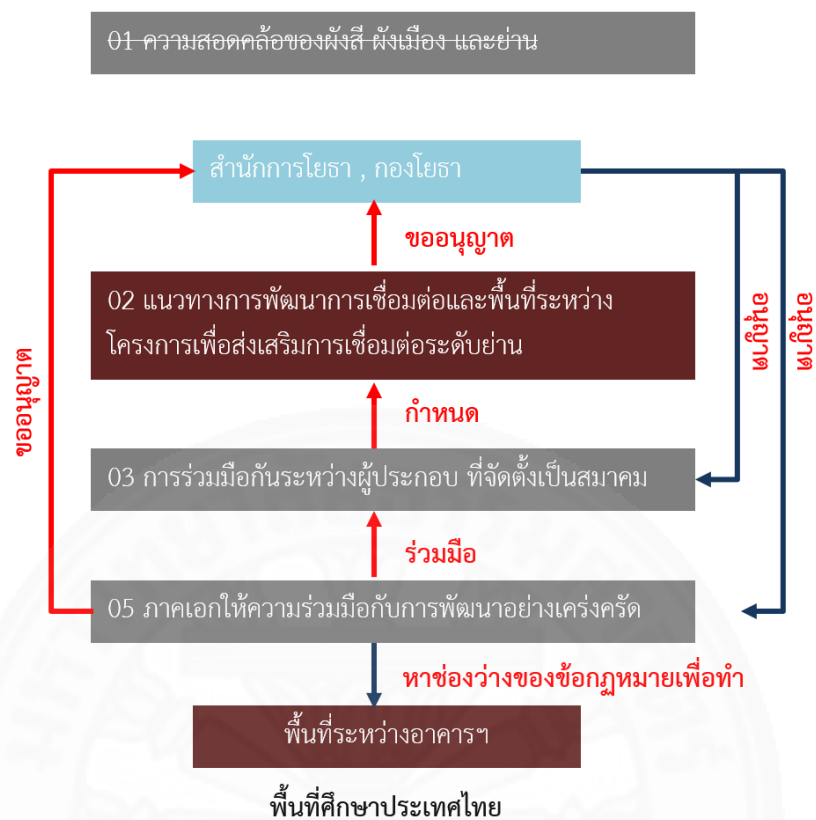 01 ความสอดคล้อของผังสี ผังเมือง และย่าน
สำนักการโยธา , กองโยธา
ขออนุญาต
02 แนวทางการพัฒนาการเชื่อมต่อและพื้นที่ระหว่าง
โครงการเพื่อส่งเสริมการเชื่อมต่อระดับย่าน
อนุญาต
อนุญาต
ขออนุญาต
กำหนด
03 การร่วมมือกันระหว่างผู้ประกอบ ที่จัดตั้งเป็นสมาคม
ร่วมมือ
05 ภาคเอกให้ความร่วมมือกับการพัฒนาอย่างเคร่งครัด
หาช่องว่างของข้อกฎหมายเพื่อทำ
พื้นที่ระหว่างอาคารฯ
พื้นที่ศึกษาประเทศไทย